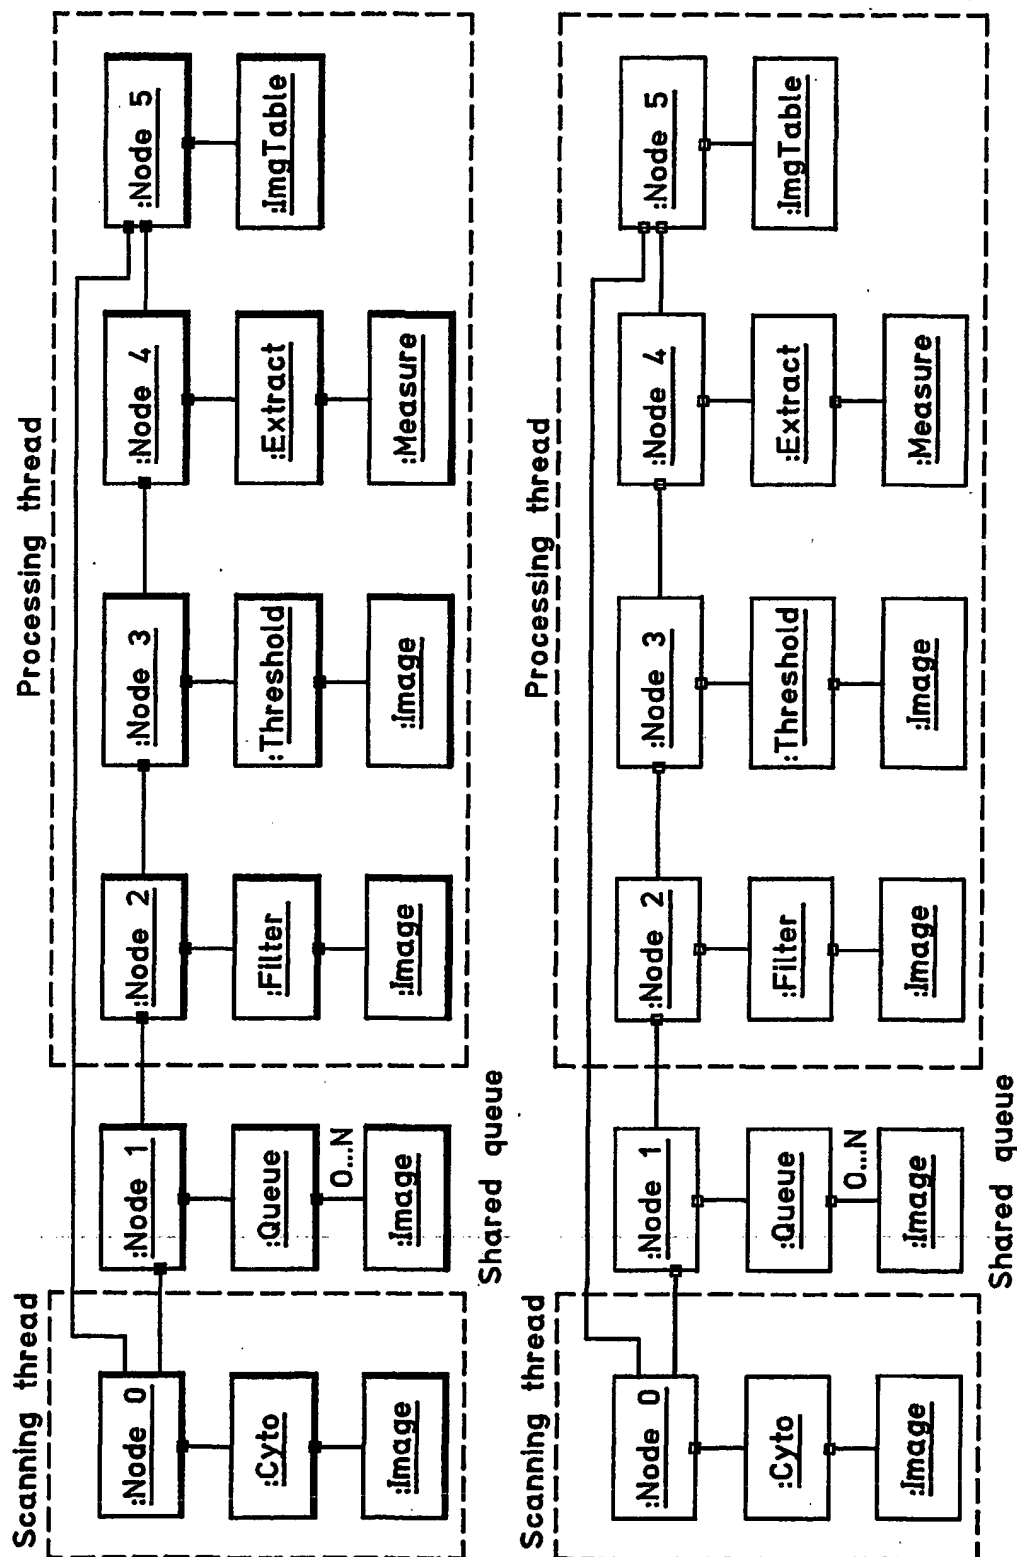 Scanning thread
Processing thread
:Node 0
:Node 1
:Node 2
:Node 3
:Node 4
:Node 5
:Cyto
:Queue
:Filter
:Threshold
:Extract
:ImgTable
0...N
:Image
:Image
:Image
:Image
:Measure
Shared queue
Scanning thread
Processing thread
:Node 0
:Node 1
:Node 2
:Node 3
:Node 4
:Node 5
:Cyto
:Queue
:Filter
:Threshold
:Extract
:ImgTable
0...N
:Image
:Image
:Image
:Image
:Measure
Shared queue